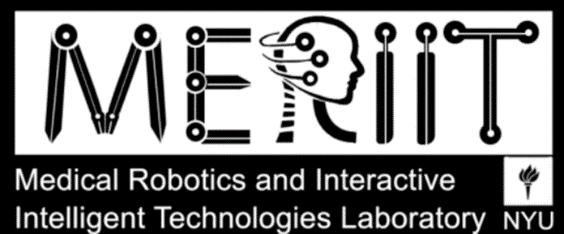 MERIIT
Medical Robotics and Interactive
Intelligent Technologies Laboratory
NYU